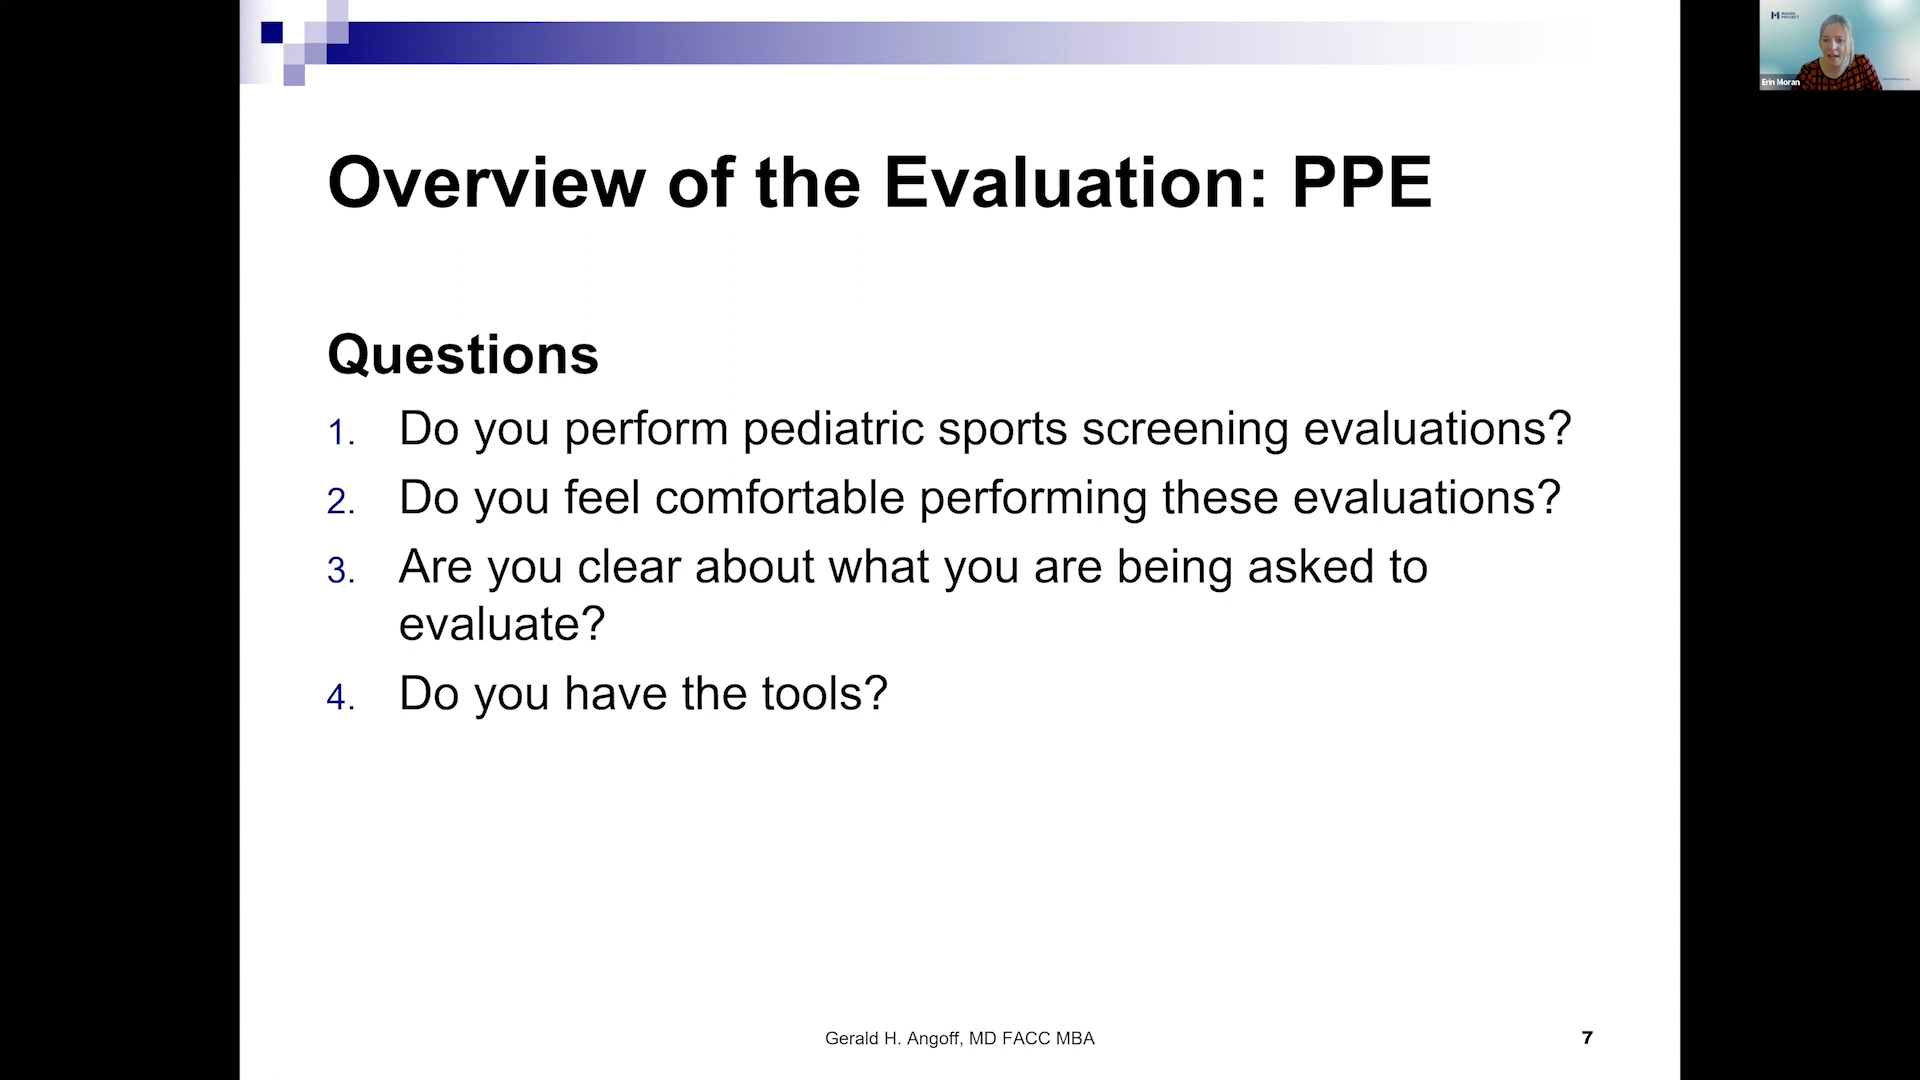 Overview of the Evaluation: PPE
Questions
1. Do you perform pediatric sports screening evaluations?
2. Do you feel comfortable performing these evaluations?
3. Are you clear about what you are being asked to
evaluate?
4. Do you have the tools?
Gerald H. Angoff, MD FACC MBA
7
MAVEN
PROJECT
Erin Moran